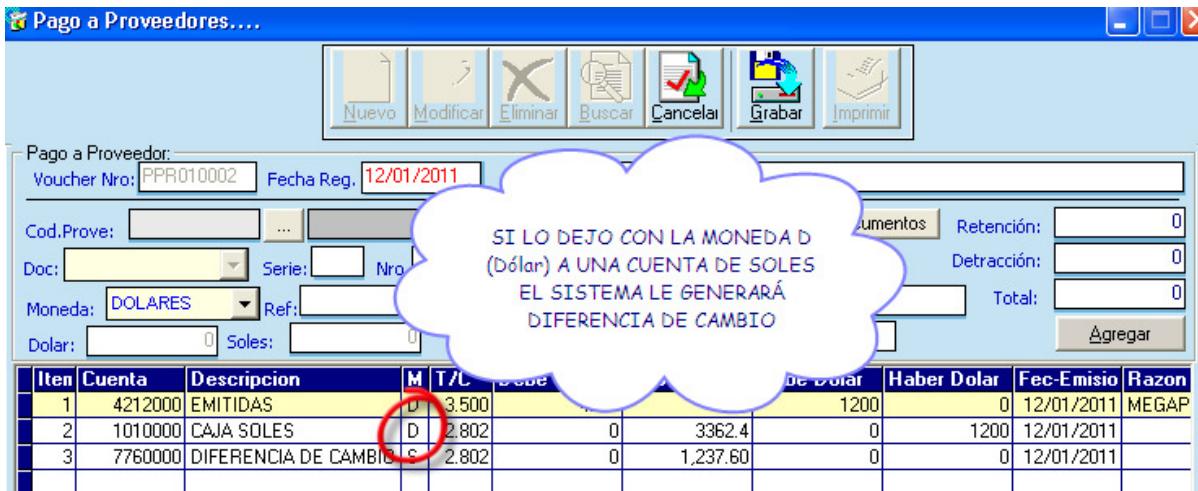 Pago a Proveedores....
Nuevo Modificar Eliminar Buscar Cancelar Grabar Imprimir
Pago a Proveedor:
Voucher Nro: PPR010002 Fecha Reg. 12/01/2011
Cod.Prove: ... Retención: 0
Doc: Serie: Nro Detracción: 0
Moneda: DOLARES Ref: Total: 0
Dolar: 0 Soles: 0 Agregar
SI LO DEJO CON LA MONEDA D
(Dólar) A UNA CUENTA DE SOLES
EL SISTEMA LE GENERARÁ
DIFERENCIA DE CAMBIO
Iten Cuenta Descripcion M T/C Debe Dolar Haber Dolar Fec-Emisio Razon
1 4212000 EMITIDAS D 3.500 1200 0 12/01/2011 MEGAP
2 1010000 CAJA SOLES D 2.802 0 3362.4 0 1200 12/01/2011
3 7760000 DIFERENCIA DE CAMBIO S 2.802 0 1,237.60 0 0 12/01/2011